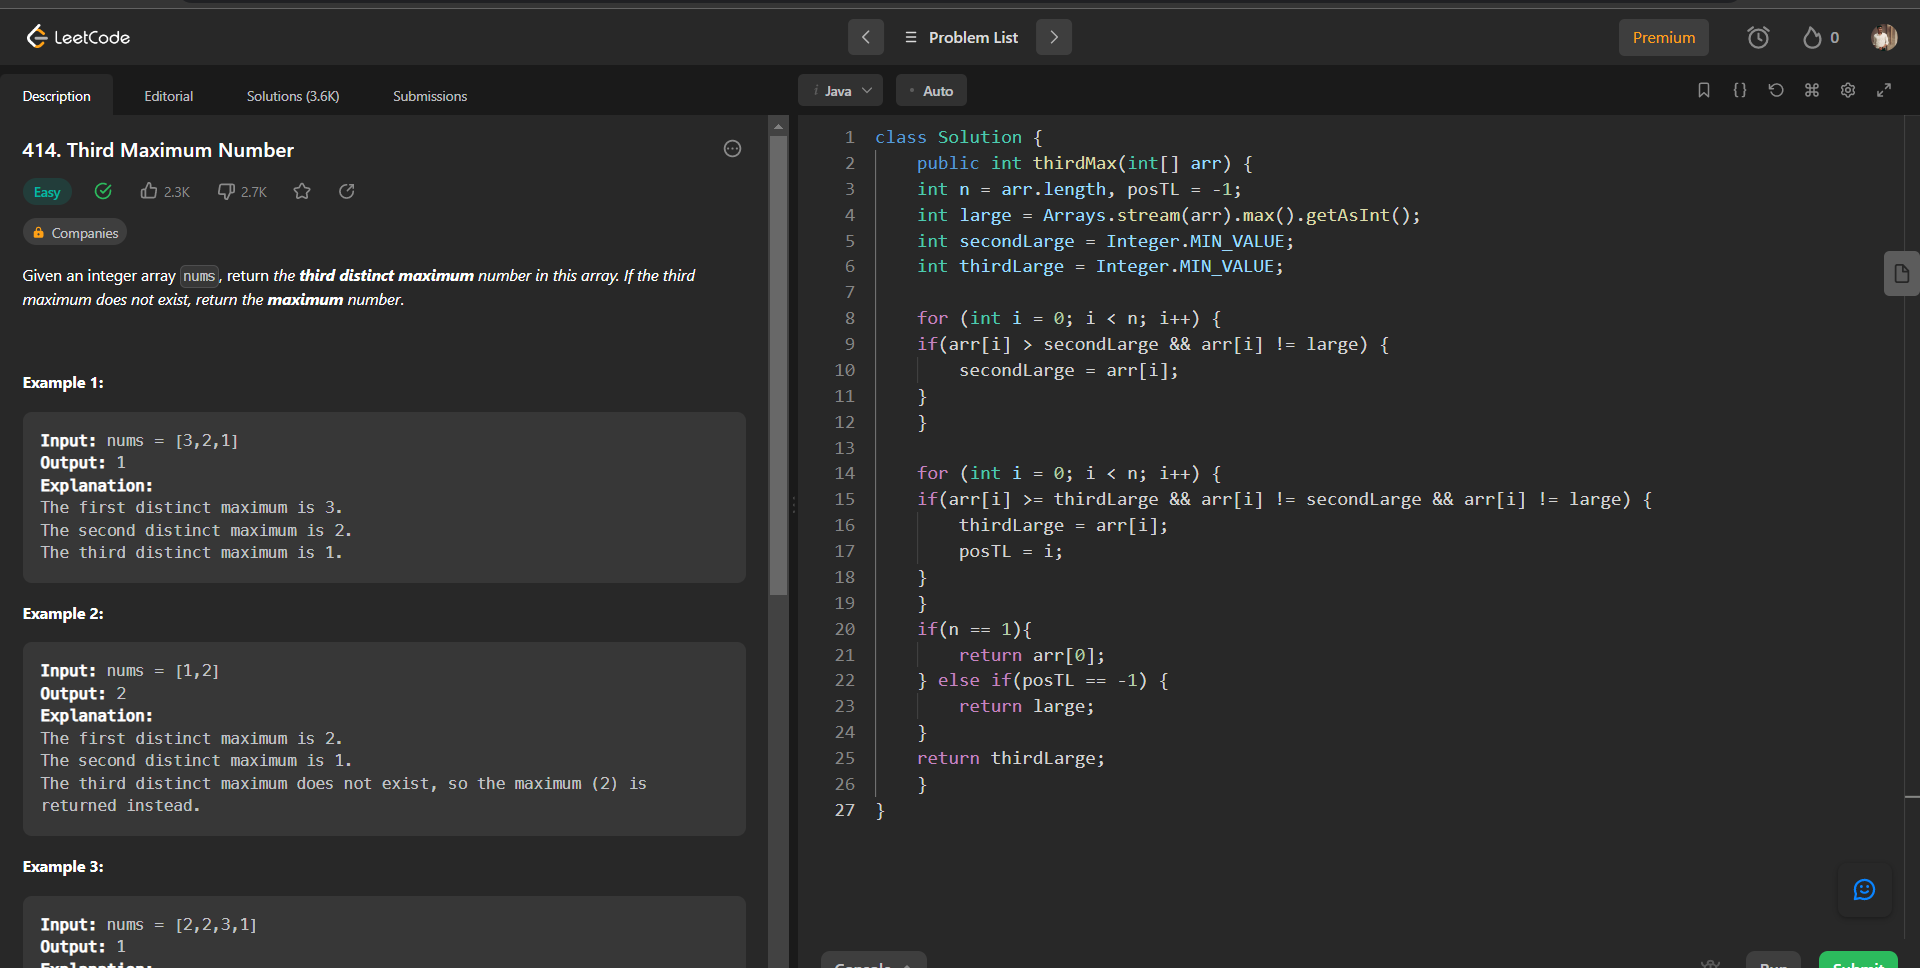 LeetCode
Problem List
Premium
0
Description
Editorial
Solutions (3.6K)
Submissions
i Java
Auto
414. Third Maximum Number
Easy
2.3K
2.7K
Companies
Given an integer array nums, return the third distinct maximum number in this array. If the third
maximum does not exist, return the maximum number.
Example 1:
Input: nums = [3,2,1]
Output: 1
Explanation:
The first distinct maximum is 3.
The second distinct maximum is 2.
The third distinct maximum is 1.
Example 2:
Input: nums = [1,2]
Output: 2
Explanation:
The first distinct maximum is 2.
The second distinct maximum is 1.
The third distinct maximum does not exist, so the maximum (2) is
returned instead.
Example 3:
Input: nums = [2,2,3,1]
Output: 1
Explanation:
1 class Solution {
2 public int thirdMax(int[] arr) {
3 int n = arr.length, posTL = -1;
4 int large = Arrays.stream(arr).max().getAsInt();
5 int secondLarge = Integer.MIN_VALUE;
6 int thirdLarge = Integer.MIN_VALUE;
7
8 for (int i = 0; i < n; i++) {
9 if(arr[i] > secondLarge && arr[i] != large) {
10 secondLarge = arr[i];
11 }
12 }
13
14 for (int i = 0; i < n; i++) {
15 if(arr[i] >= thirdLarge && arr[i] != secondLarge && arr[i] != large) {
16 thirdLarge = arr[i];
17 posTL = i;
18 }
19 }
20 if(n == 1){
21 return arr[0];
22 } else if(posTL == -1) {
23 return large;
24 }
25 return thirdLarge;
26 }
27 }
Console
Run
Submit